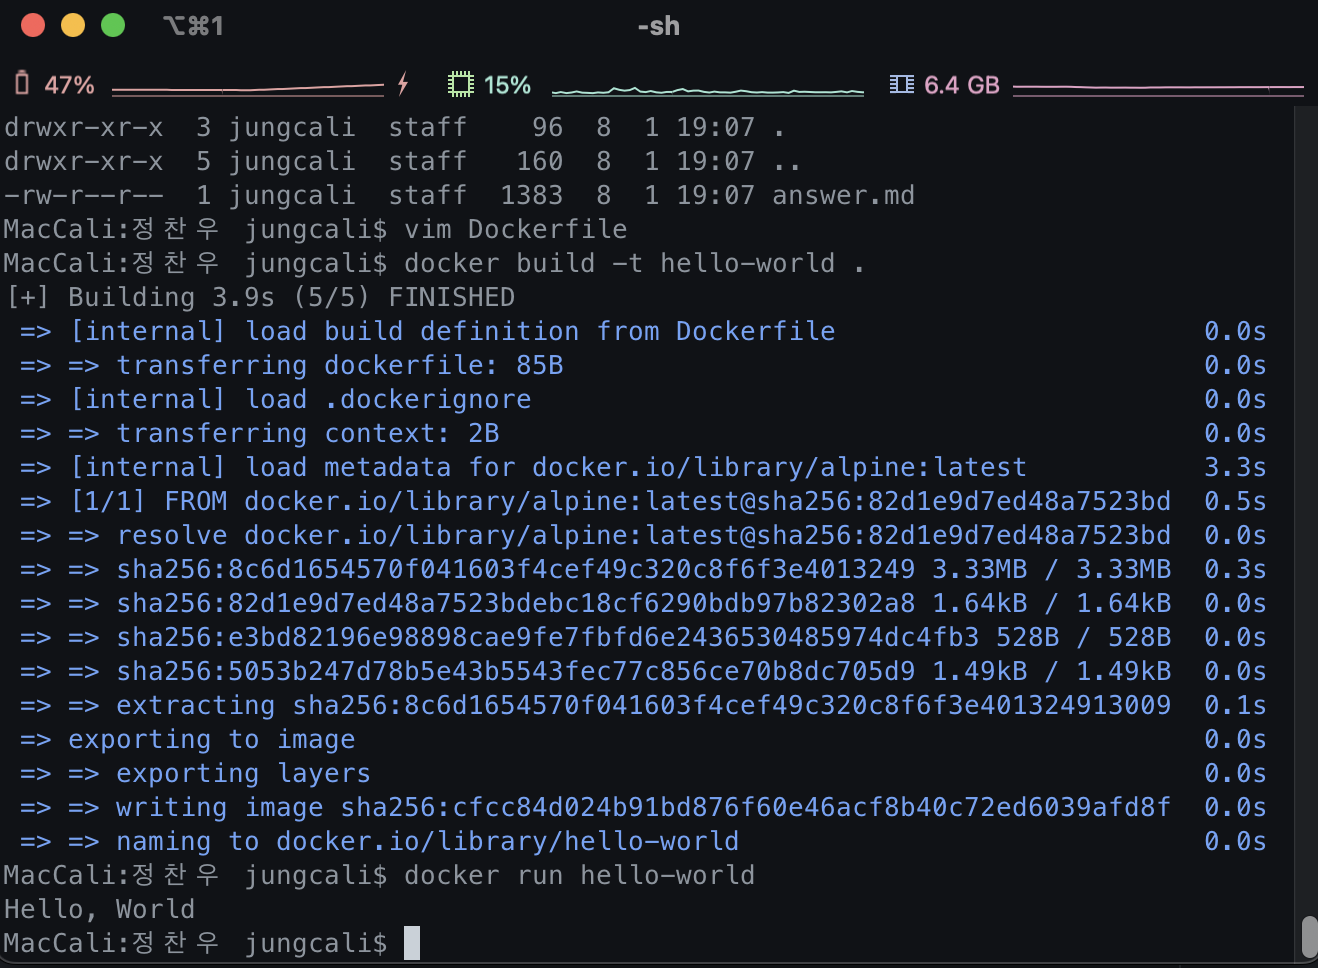 ⌥⌘1 -sh
47% 15% 6.4 GB
drwxr-xr-x  3 jungcali  staff    96  8  1 19:07 .
drwxr-xr-x  5 jungcali  staff   160  8  1 19:07 ..
-rw-r--r--  1 jungcali  staff  1383  8  1 19:07 answer.md
MacCali:정찬우 jungcali$ vim Dockerfile
MacCali:정찬우 jungcali$ docker build -t hello-world .
[+] Building 3.9s (5/5) FINISHED
 => [internal] load build definition from Dockerfile 0.0s
 => => transferring dockerfile: 85B 0.0s
 => [internal] load .dockerignore 0.0s
 => => transferring context: 2B 0.0s
 => [internal] load metadata for docker.io/library/alpine:latest 3.3s
 => [1/1] FROM docker.io/library/alpine:latest@sha256:82d1e9d7ed48a7523bd 0.5s
 => => resolve docker.io/library/alpine:latest@sha256:82d1e9d7ed48a7523bd 0.0s
 => => sha256:8c6d1654570f041603f4cef49c320c8f6f3e4013249 3.33MB / 3.33MB 0.3s
 => => sha256:82d1e9d7ed48a7523bdebc18cf6290bdb97b82302a8 1.64kB / 1.64kB 0.0s
 => => sha256:e3bd82196e98898cae9fe7fbfd6e2436530485974dc4fb3 528B / 528B 0.0s
 => => sha256:5053b247d78b5e43b5543fec77c856ce70b8dc705d9 1.49kB / 1.49kB 0.0s
 => => extracting sha256:8c6d1654570f041603f4cef49c320c8f6f3e401324913009 0.1s
 => exporting to image 0.0s
 => => exporting layers 0.0s
 => => writing image sha256:cfcc84d024b91bd876f60e46acf8b40c72ed6039afd8f 0.0s
 => => naming to docker.io/library/hello-world 0.0s
MacCali:정찬우 jungcali$ docker run hello-world
Hello, World
MacCali:정찬우 jungcali$